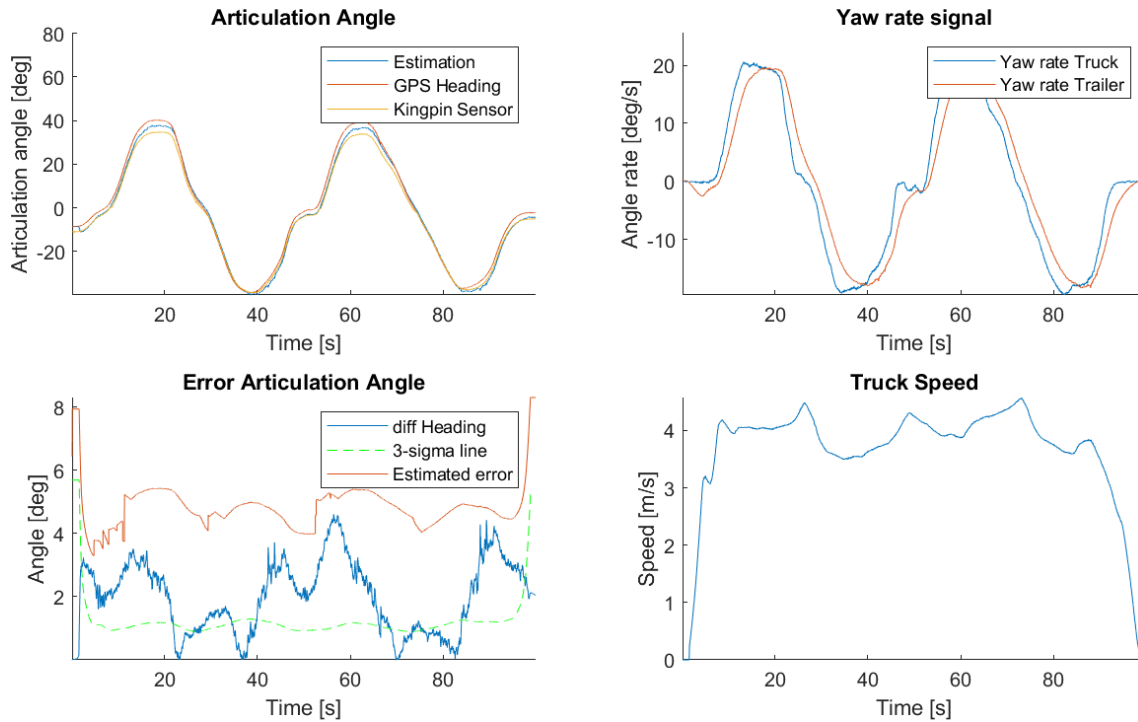 Articulation Angle
Articulation angle [deg]
80
60
40
20
0
-20
20
40
60
80
Time [s]
Estimation
GPS Heading
Kingpin Sensor
Yaw rate signal
Angle rate [deg/s]
20
10
0
-10
20
40
60
80
Time [s]
Yaw rate Truck
Yaw rate Trailer
Error Articulation Angle
Angle [deg]
8
6
4
2
20
40
60
80
Time [s]
diff Heading
3-sigma line
Estimated error
Truck Speed
Speed [m/s]
4
3
2
1
0
20
40
60
80
Time [s]